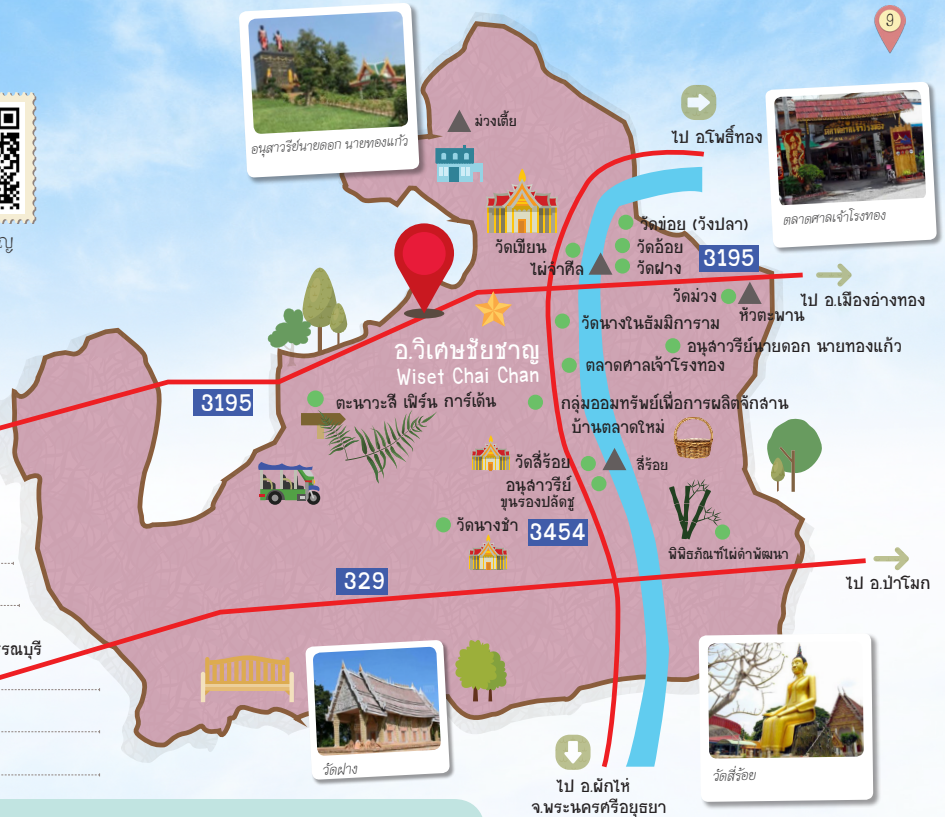 9
อนุสาวรีย์นายดอก นายทองแก้ว
ม่วงเตี้ย
ไป อ.โพธิ์ทอง
ตลาดศาลเจ้าโรงทอง
วัดข่อย (วังปลา)
วัดเขียน
วัดอ้อย
ไผ่จำศีล
วัดฝาง
3195
วัดม่วง
หัวตะพาน
ไป อ.เมืองอ่างทอง
วัดนางในธัมมิการาม
อนุสาวรีย์นายดอก นายทองแก้ว
อ.วิเศษชัยชาญ
Wiset Chai Chan
ตลาดศาลเจ้าโรงทอง
3195
ตะนาวะสี เฟิร์น การ์เด้น
กลุ่มออมทรัพย์เพื่อการผลิตจักสาน
บ้านตลาดใหม่
วัดสี่ร้อย
สี่ร้อย
อนุสาวรีย์
ขุนรองปลัดชู
วัดนางชำ
3454
พิพิธภัณฑ์ไผ่ดำพัฒนา
329
ไป อ.ป่าโมก
รรณบุรี
วัดฝาง
วัดสี่ร้อย
ไป อ.ผักไห่
จ.พระนครศรีอยุธยา